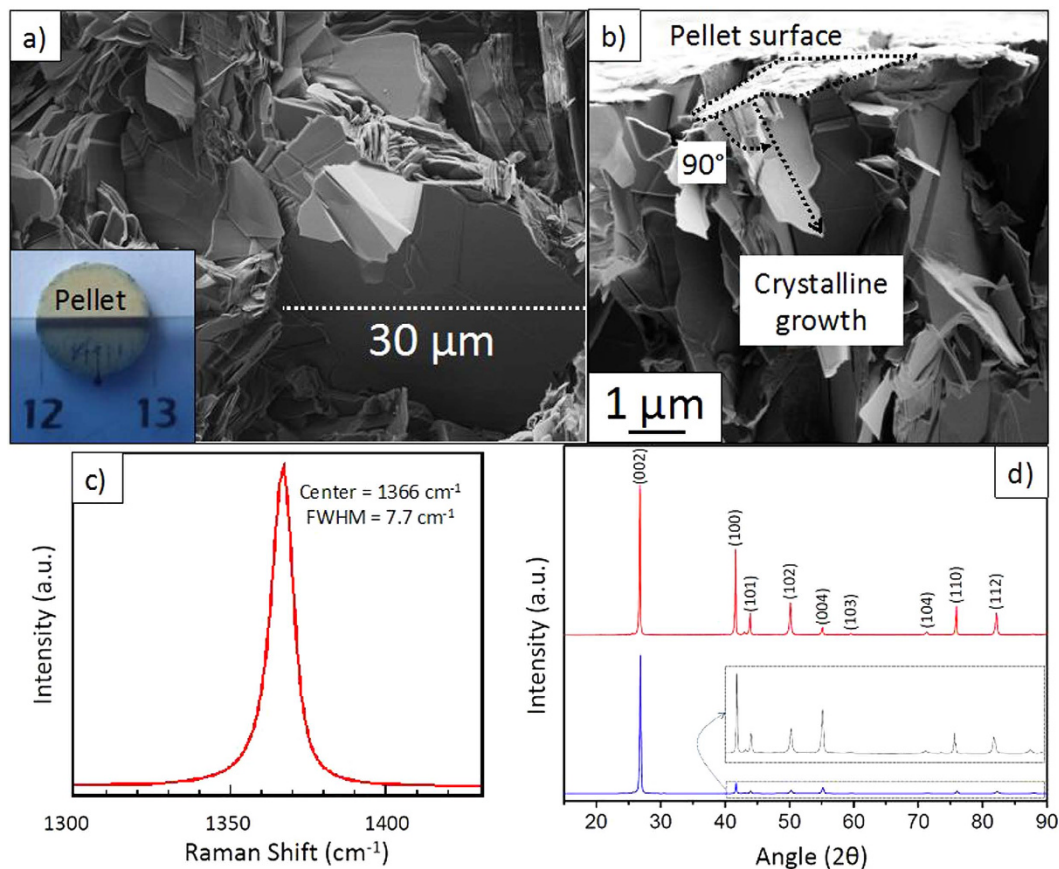 a)
Pellet
12 13
30 µm
b)
Pellet surface
90°
Crystalline
growth
1 µm
c)
Center = 1366 cm⁻¹
FWHM = 7.7 cm⁻¹
Intensity (a.u.)
1300 1350 1400
Raman Shift (cm⁻¹)
d)
(002)
(100)
(101)
(102)
(004)
(103)
(104)
(110)
(112)
Intensity (a.u.)
20 30 40 50 60 70 80 90
Angle (2θ)